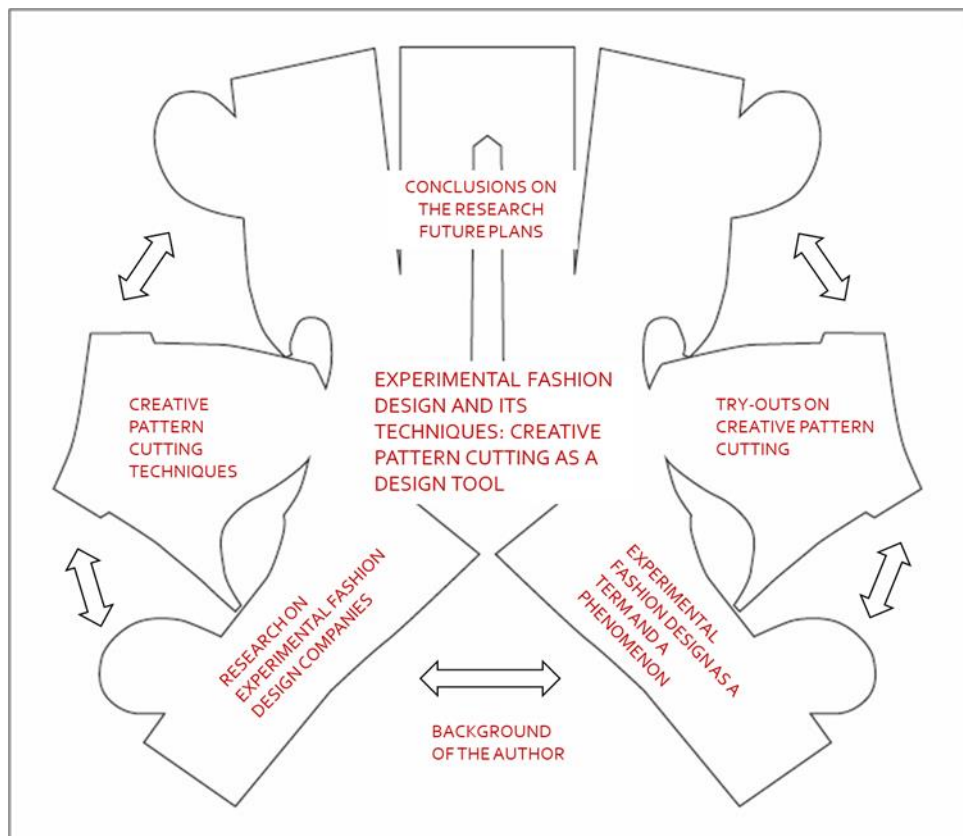 CONCLUSIONS ON
THE RESEARCH
FUTURE PLANS
EXPERIMENTAL FASHION
DESIGN AND ITS
TECHNIQUES: CREATIVE
PATTERN CUTTING AS A
DESIGN TOOL
CREATIVE
PATTERN
CUTTING
TECHNIQUES
TRY-OUTS ON
CREATIVE PATTERN
CUTTING
RESEARCH ON
EXPERIMENTAL FASHION
DESIGN COMPANIES
EXPERIMENTAL
FASHION DESIGN AS A
TERM AND A
PHENOMENON
BACKGROUND
OF THE AUTHOR